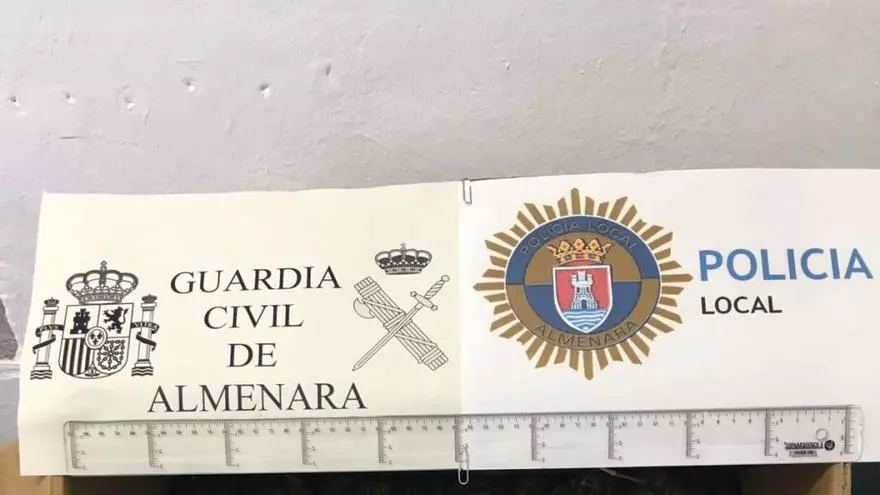 GUARDIA
CIVIL
DE
ALMENARA
POLICIA LOCAL
ALMENARA
POLICIA
LOCAL